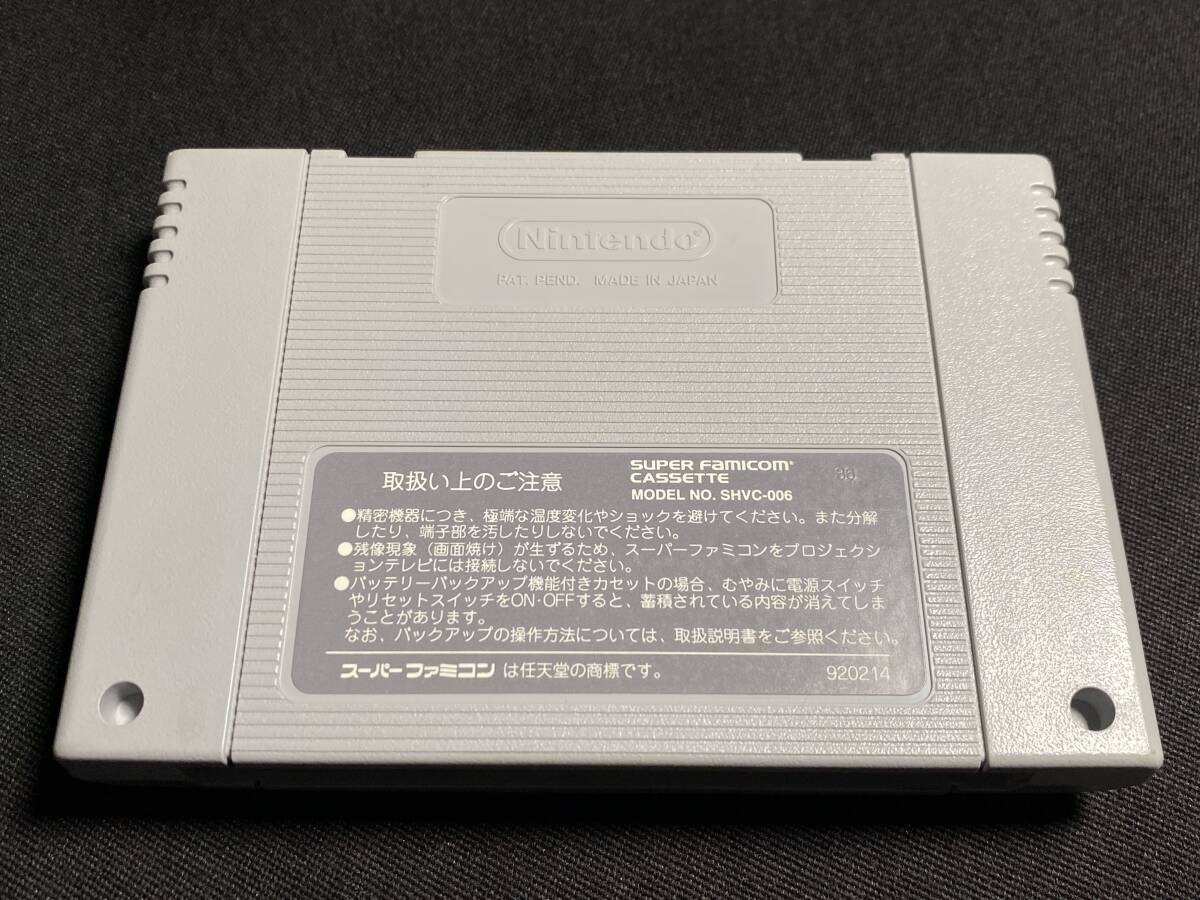 Nintendo®
PAT. PEND. MADE IN JAPAN
取扱い上のご注意
SUPER FAMICOM®
CASSETTE
MODEL NO. SHVC-006
33
●精密機器につき、極端な温度変化やショックを避けてください。また分解
したり、端子部を汚したりしないでください。
●残像現象（画面焼け）が生ずるため、スーパーファミコンをプロジェクシ
ョンテレビには接続しないでください。
●バッテリーバックアップ機能付きカセットの場合、むやみに電源スイッチ
やリセットスイッチをON・OFFすると、蓄積されている内容が消えてしま
うことがあります。
なお、バックアップの操作方法については、取扱説明書をご参照ください。
スーパーファミコンは任天堂の商標です。
920214